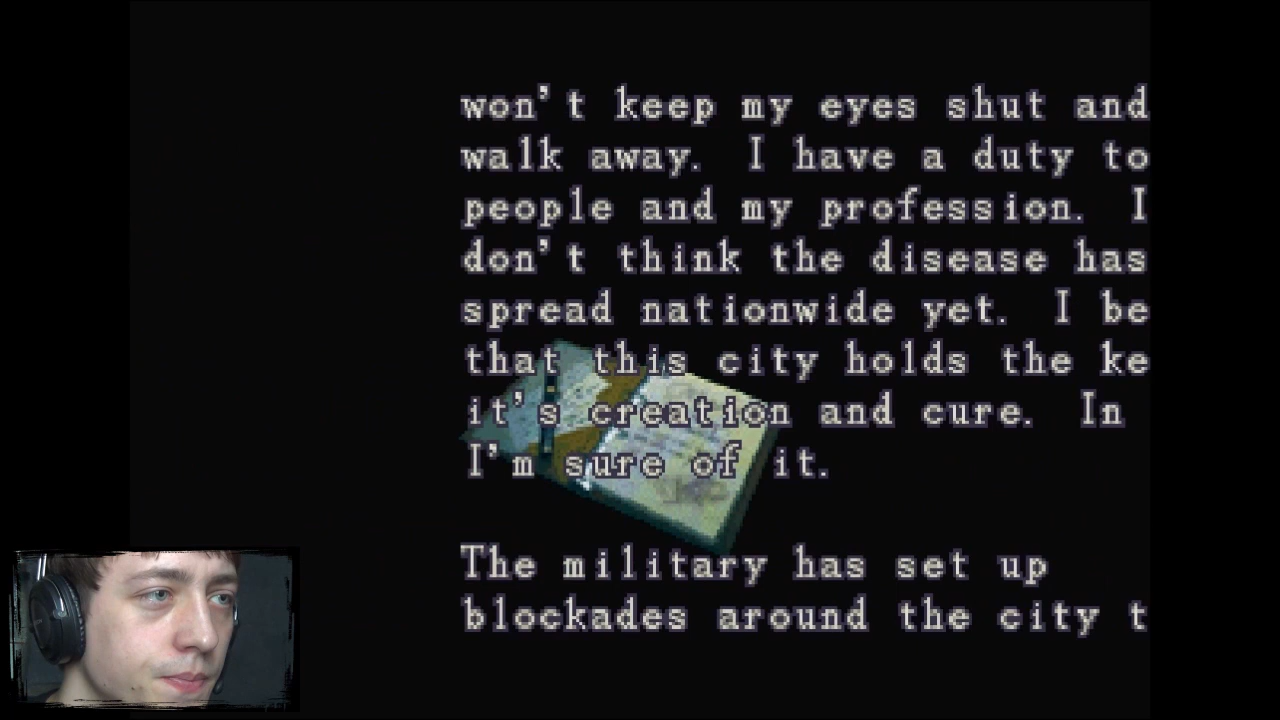 won't keep my eyes shut and
walk away. I have a duty to
people and my profession. I
don't think the disease has
spread nationwide yet. I be
that this city holds the ke
it's creation and cure. In
I'm sure of it.
The military has set up
blockades around the city t